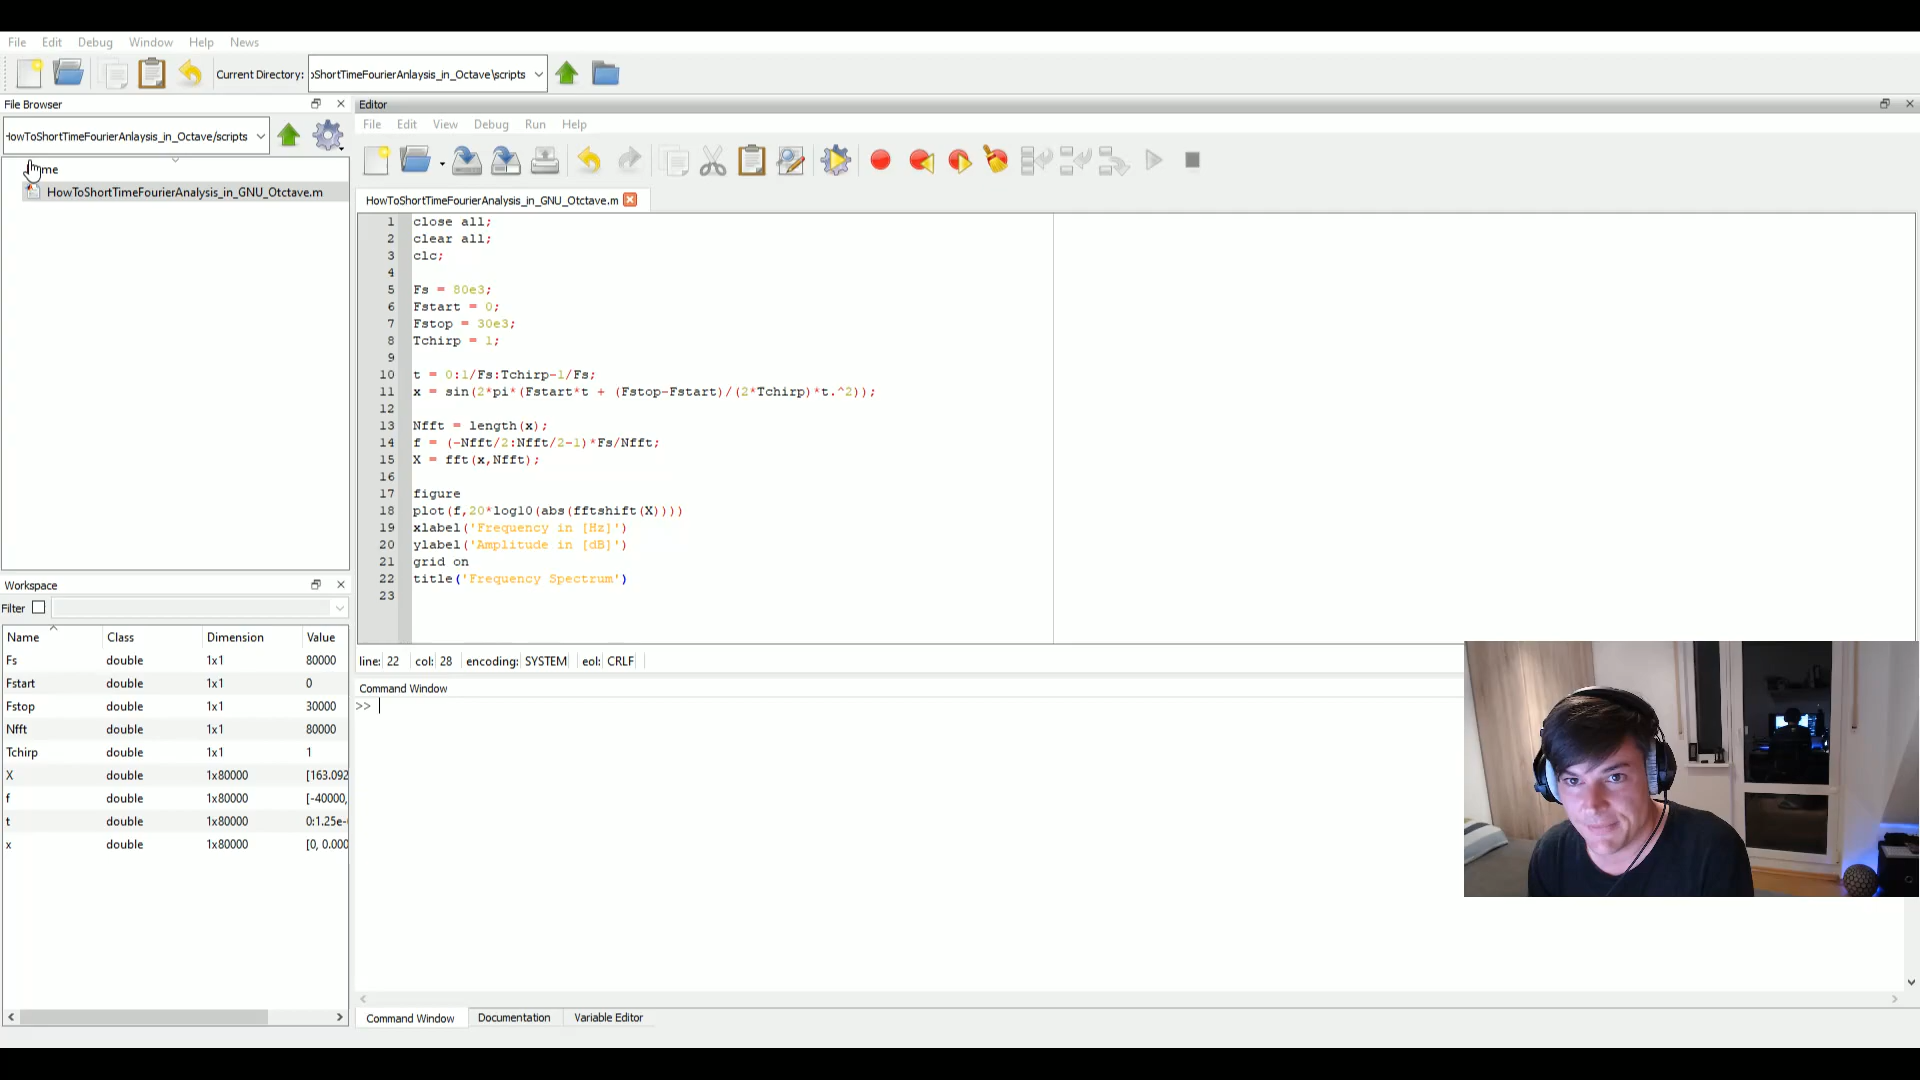 File Edit Debug Window Help News
Current Directory: ShortTimeFourierAnlaysis_in_Octave\scripts
File Browser
HowToShortTimeFourierAnlaysis_in_Octave/scripts
me
HowToShortTimeFourierAnalysis_in_GNU_Otctave.m
Workspace
Filter
Name Class Dimension Value
Fs double 1x1 80000
Fstart double 1x1 0
Fstop double 1x1 30000
Nfft double 1x1 80000
Tchirp double 1x1 1
X double 1x80000 [163.092
f double 1x80000 [-40000,
t double 1x80000 0:1.25e-
x double 1x80000 [0, 0.000
Editor
File Edit View Debug Run Help
HowToShortTimeFourierAnalysis_in_GNU_Otctave.m
1 close all;
2 clear all;
3 clc;
4
5 Fs = 80e3;
6 Fstart = 0;
7 Fstop = 30e3;
8 Tchirp = 1;
9
10 t = 0:1/Fs:Tchirp-1/Fs;
11 x = sin(2*pi*(Fstart*t + (Fstop-Fstart)/(2*Tchirp)*t.^2));
12
13 Nfft = length(x);
14 f = (-Nfft/2:Nfft/2-1)*Fs/Nfft;
15 X = fft(x,Nfft);
16
17 figure
18 plot(f,20*log10(abs(fftshift(X))))
19 xlabel('Frequency in [Hz]')
20 ylabel('Amplitude in [dB]')
21 grid on
22 title('Frequency Spectrum')
23
line: 22 col: 28 encoding: SYSTEM eol: CRLF
Command Window
>>
Command Window Documentation Variable Editor